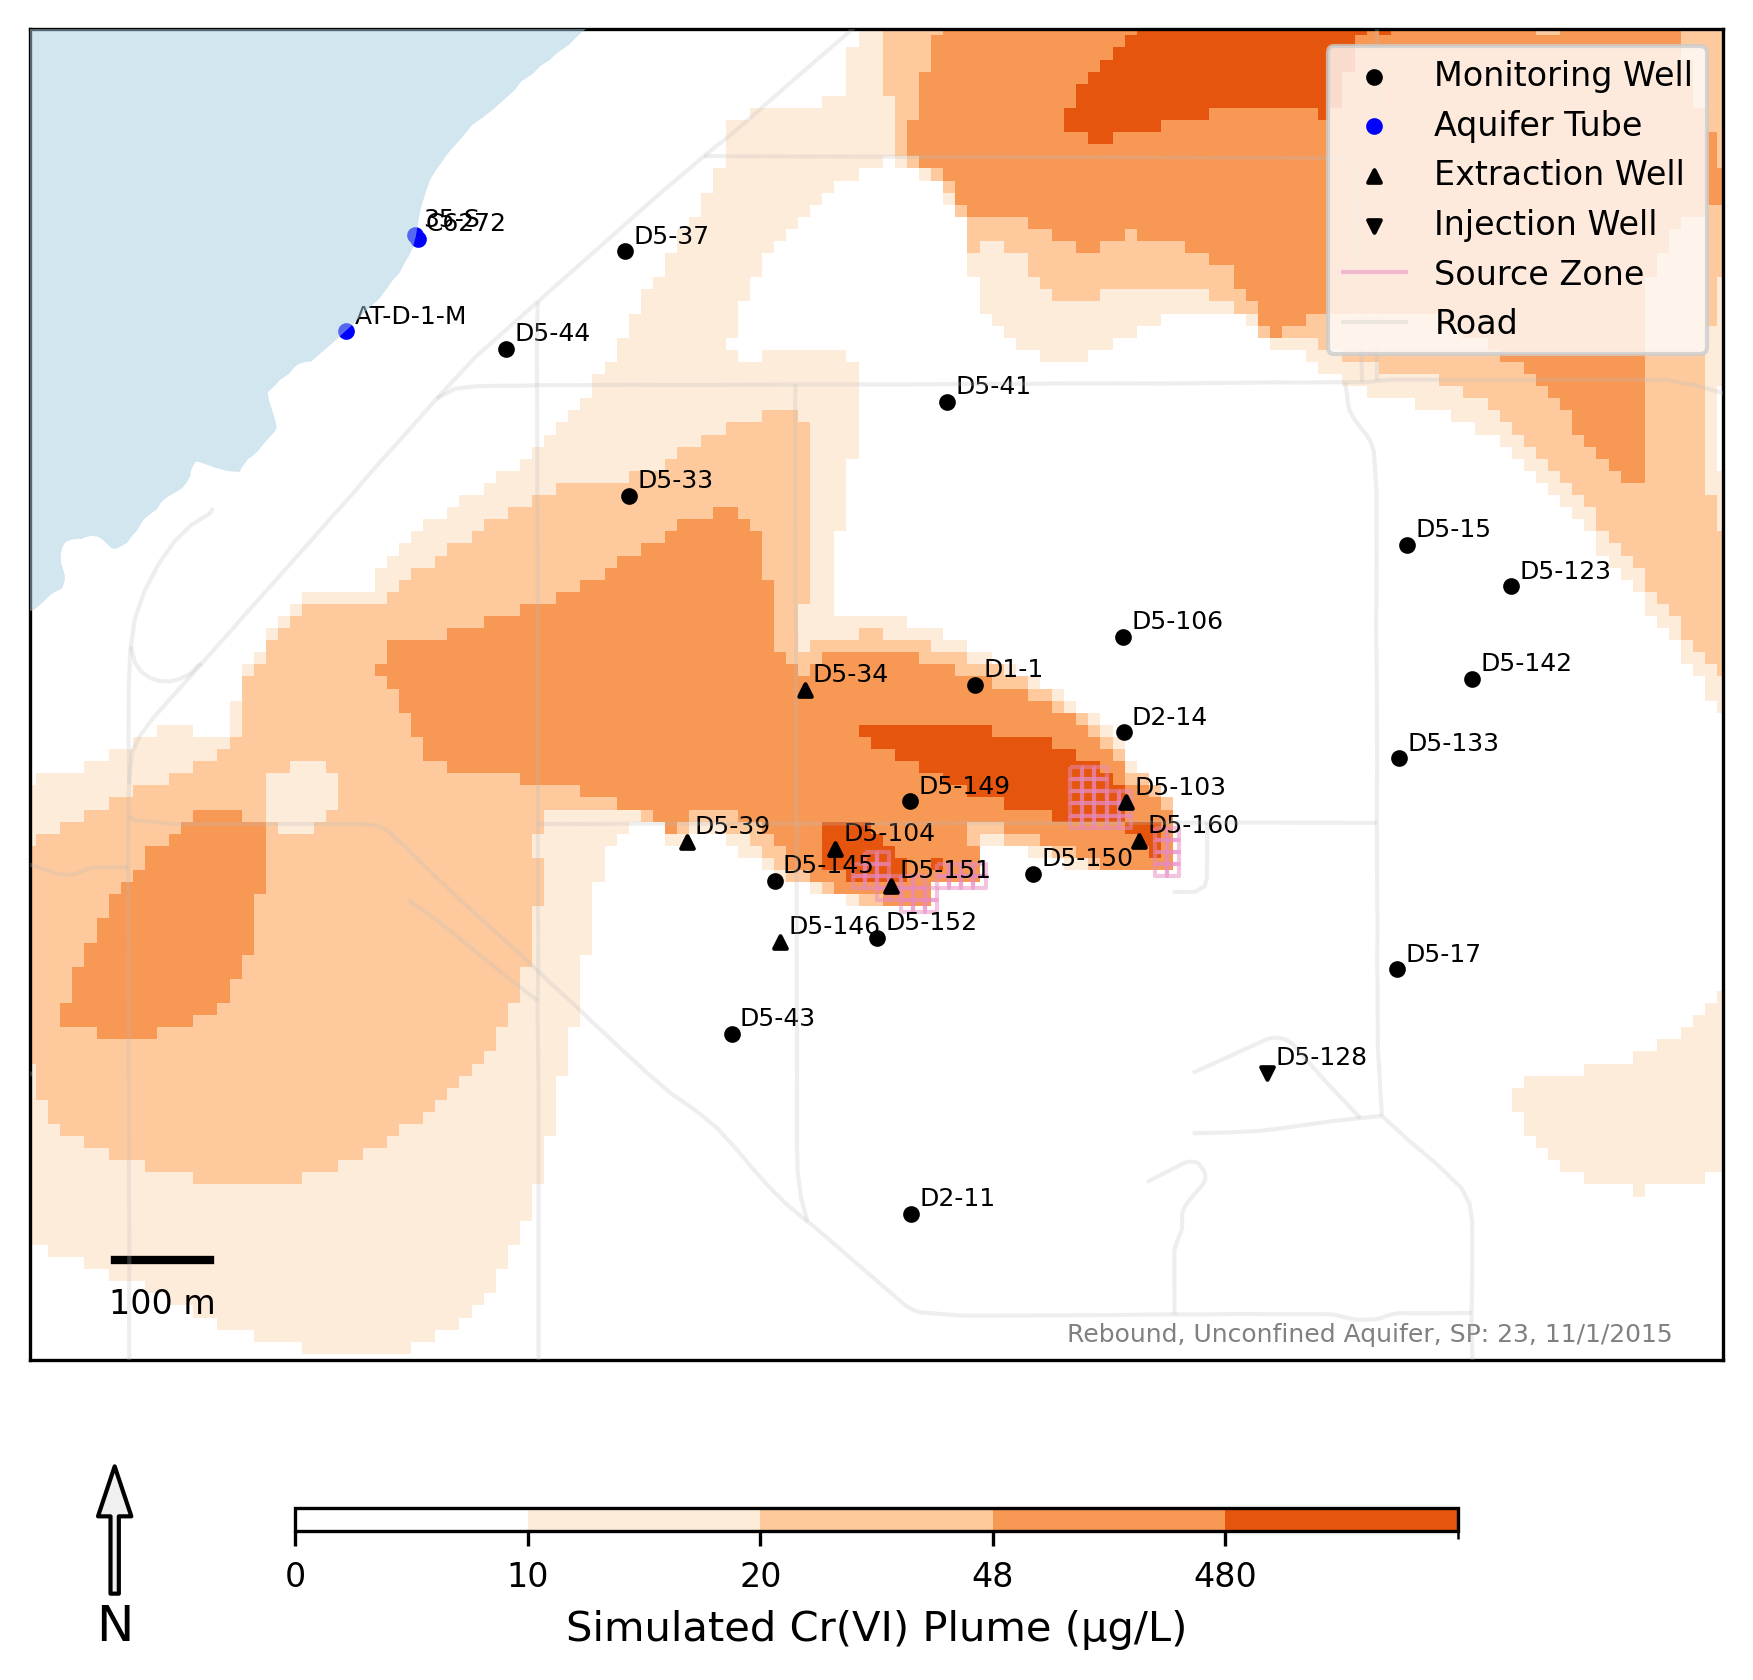 Monitoring Well
Aquifer Tube
Extraction Well
Injection Well
Source Zone
Road
35-S
C6272
D5-37
AT-D-1-M
D5-44
D5-41
D5-33
D5-15
D5-123
D5-106
D5-142
D5-34
D1-1
D2-14
D5-133
D5-149
D5-103
D5-39
D5-104
D5-160
D5-145
D5-151
D5-150
D5-146
D5-152
D5-17
D5-43
D5-128
D2-11
100 m
Rebound, Unconfined Aquifer, SP: 23, 11/1/2015
N
0 10 20 48 480
Simulated Cr(VI) Plume (μg/L)